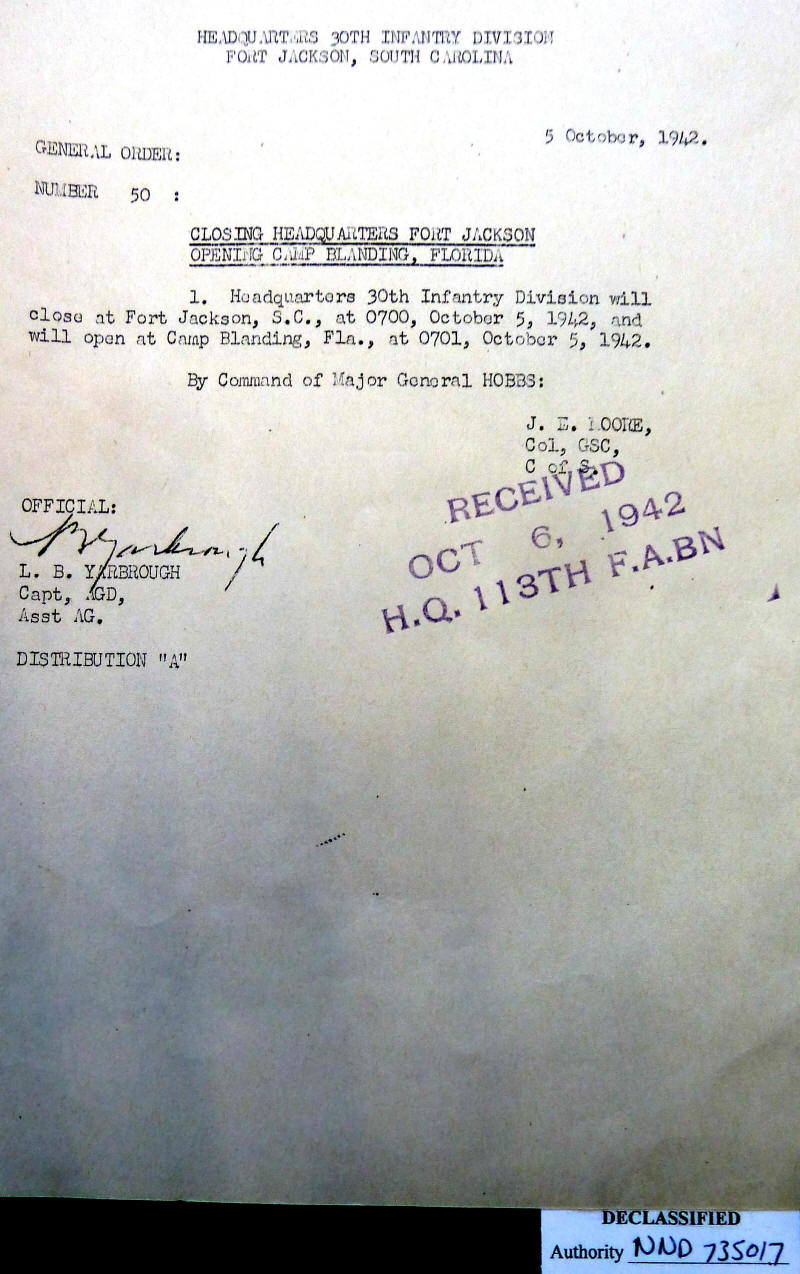 HEADQUARTERS 30TH INFANTRY DIVISION
FORT JACKSON, SOUTH CAROLINA
5 October, 1942.
GENERAL ORDER:
NUMBER 50 :
CLOSING HEADQUARTERS FORT JACKSON
OPENING CAMP BLANDING, FLORIDA
1. Headquarters 30th Infantry Division will
close at Fort Jackson, S.C., at 0700, October 5, 1942, and
will open at Camp Blanding, Fla., at 0701, October 5, 1942.
By Command of Major General HOBBS:
J. E. MOORE,
Col, GSC,
C of S.
RECEIVED
OCT 6, 1942
H.Q. 113TH F.A.BN
OFFICIAL:
LBYarbrough
L. B. YARBROUGH
Capt, AGD,
Asst AG.
DISTRIBUTION "A"
DECLASSIFIED
Authority NND 735017